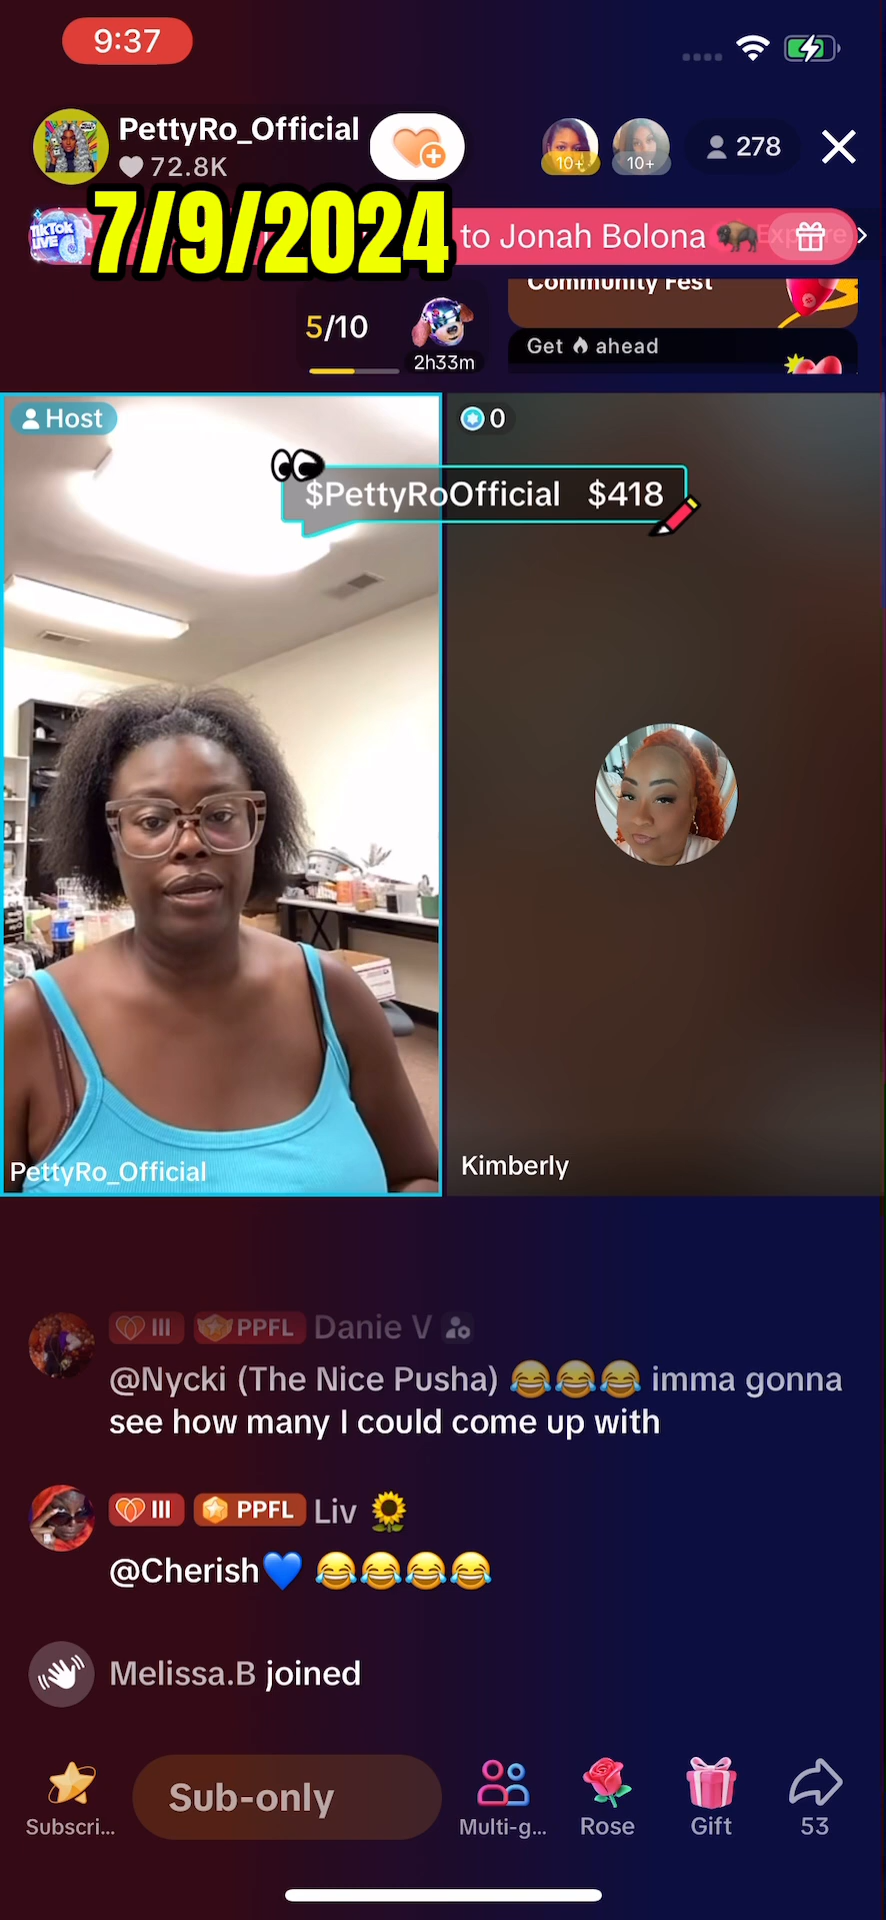 9:37
PettyRo_Official
72.8K
10+
10+
278
7/9/2024
TIKTOK LIVE
to Jonah Bolona
5/10
2h33m
Community Fest
Get ahead
Host
0
$PettyRoOfficial $418
PettyRo_Official
Kimberly
III PPFL Danie V
@Nycki (The Nice Pusha) 😂😂😂 imma gonna
see how many I could come up with
III PPFL Liv 🌻
@Cherish💙 😂😂😂😂
Melissa.B joined
Subscri...
Sub-only
Multi-g...
Rose
Gift
53